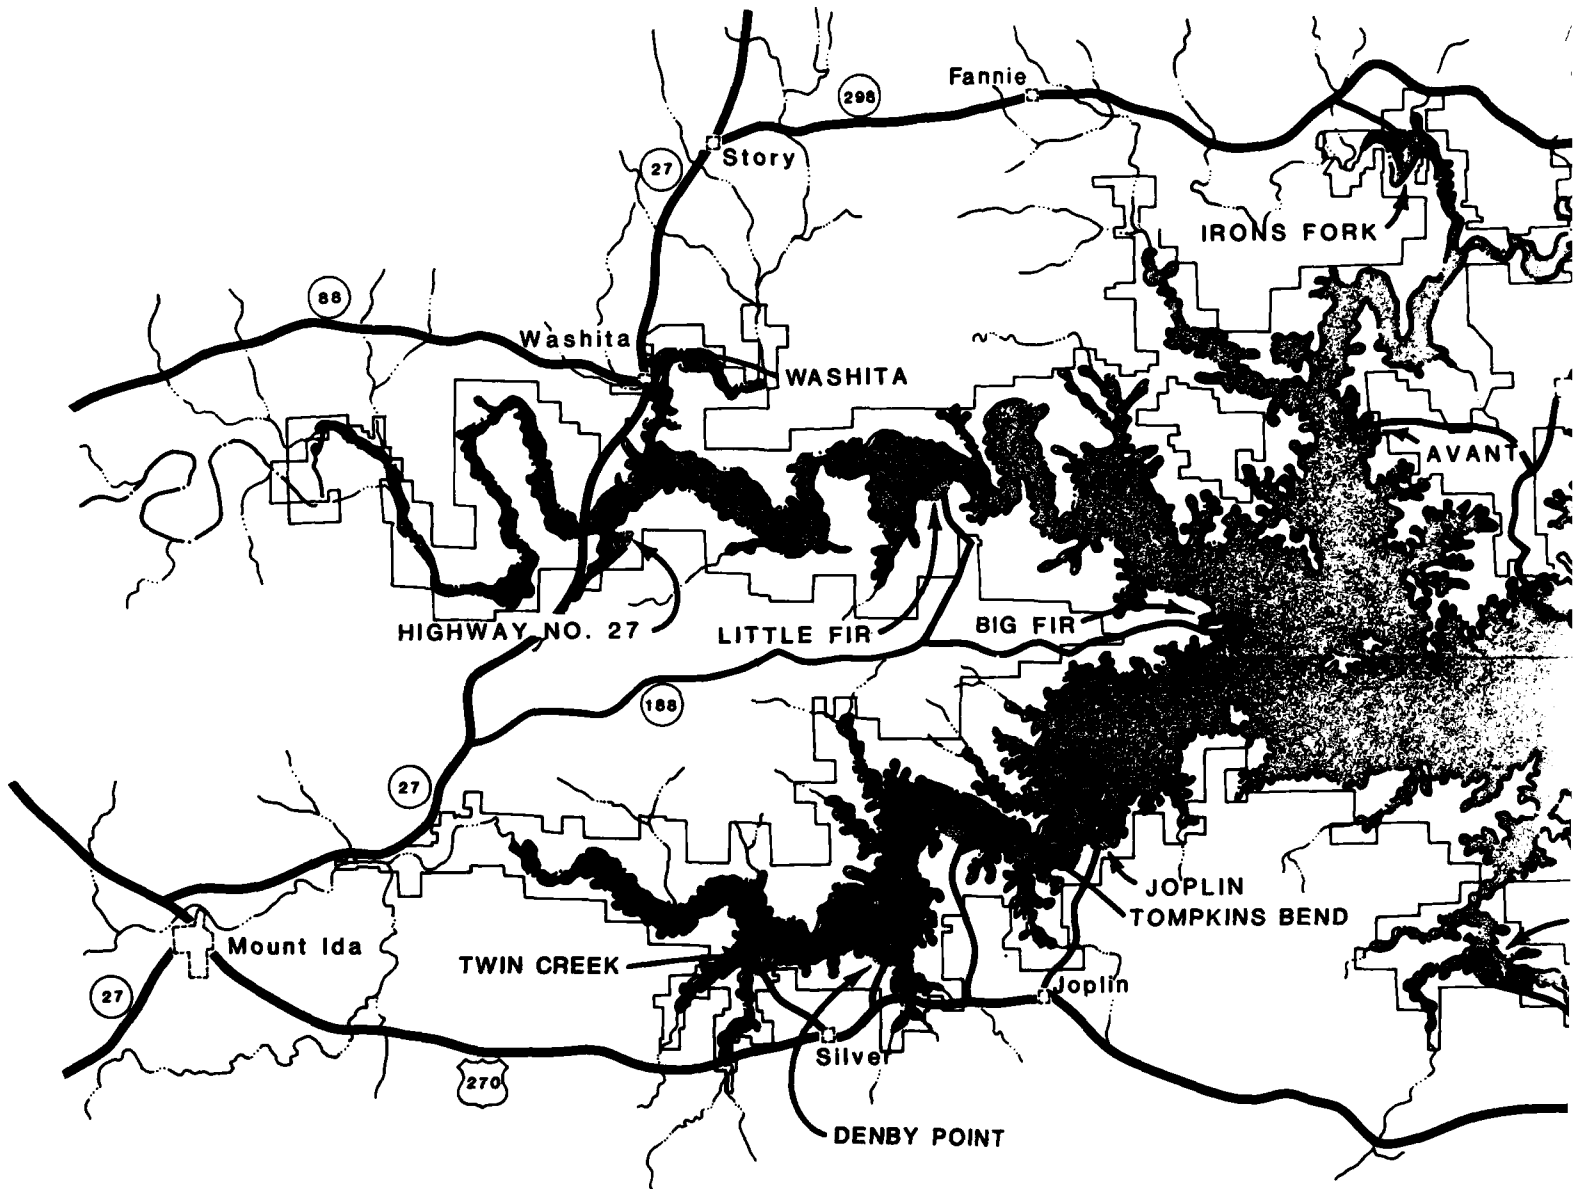 Fannie
298
Story
27
IRONS FORK
88
Washita
WASHITA
AVANT
HIGHWAY NO. 27
LITTLE FIR
BIG FIR
188
27
JOPLIN
TOMPKINS BEND
Mount Ida
TWIN CREEK
27
Joplin
Silver
270
DENBY POINT